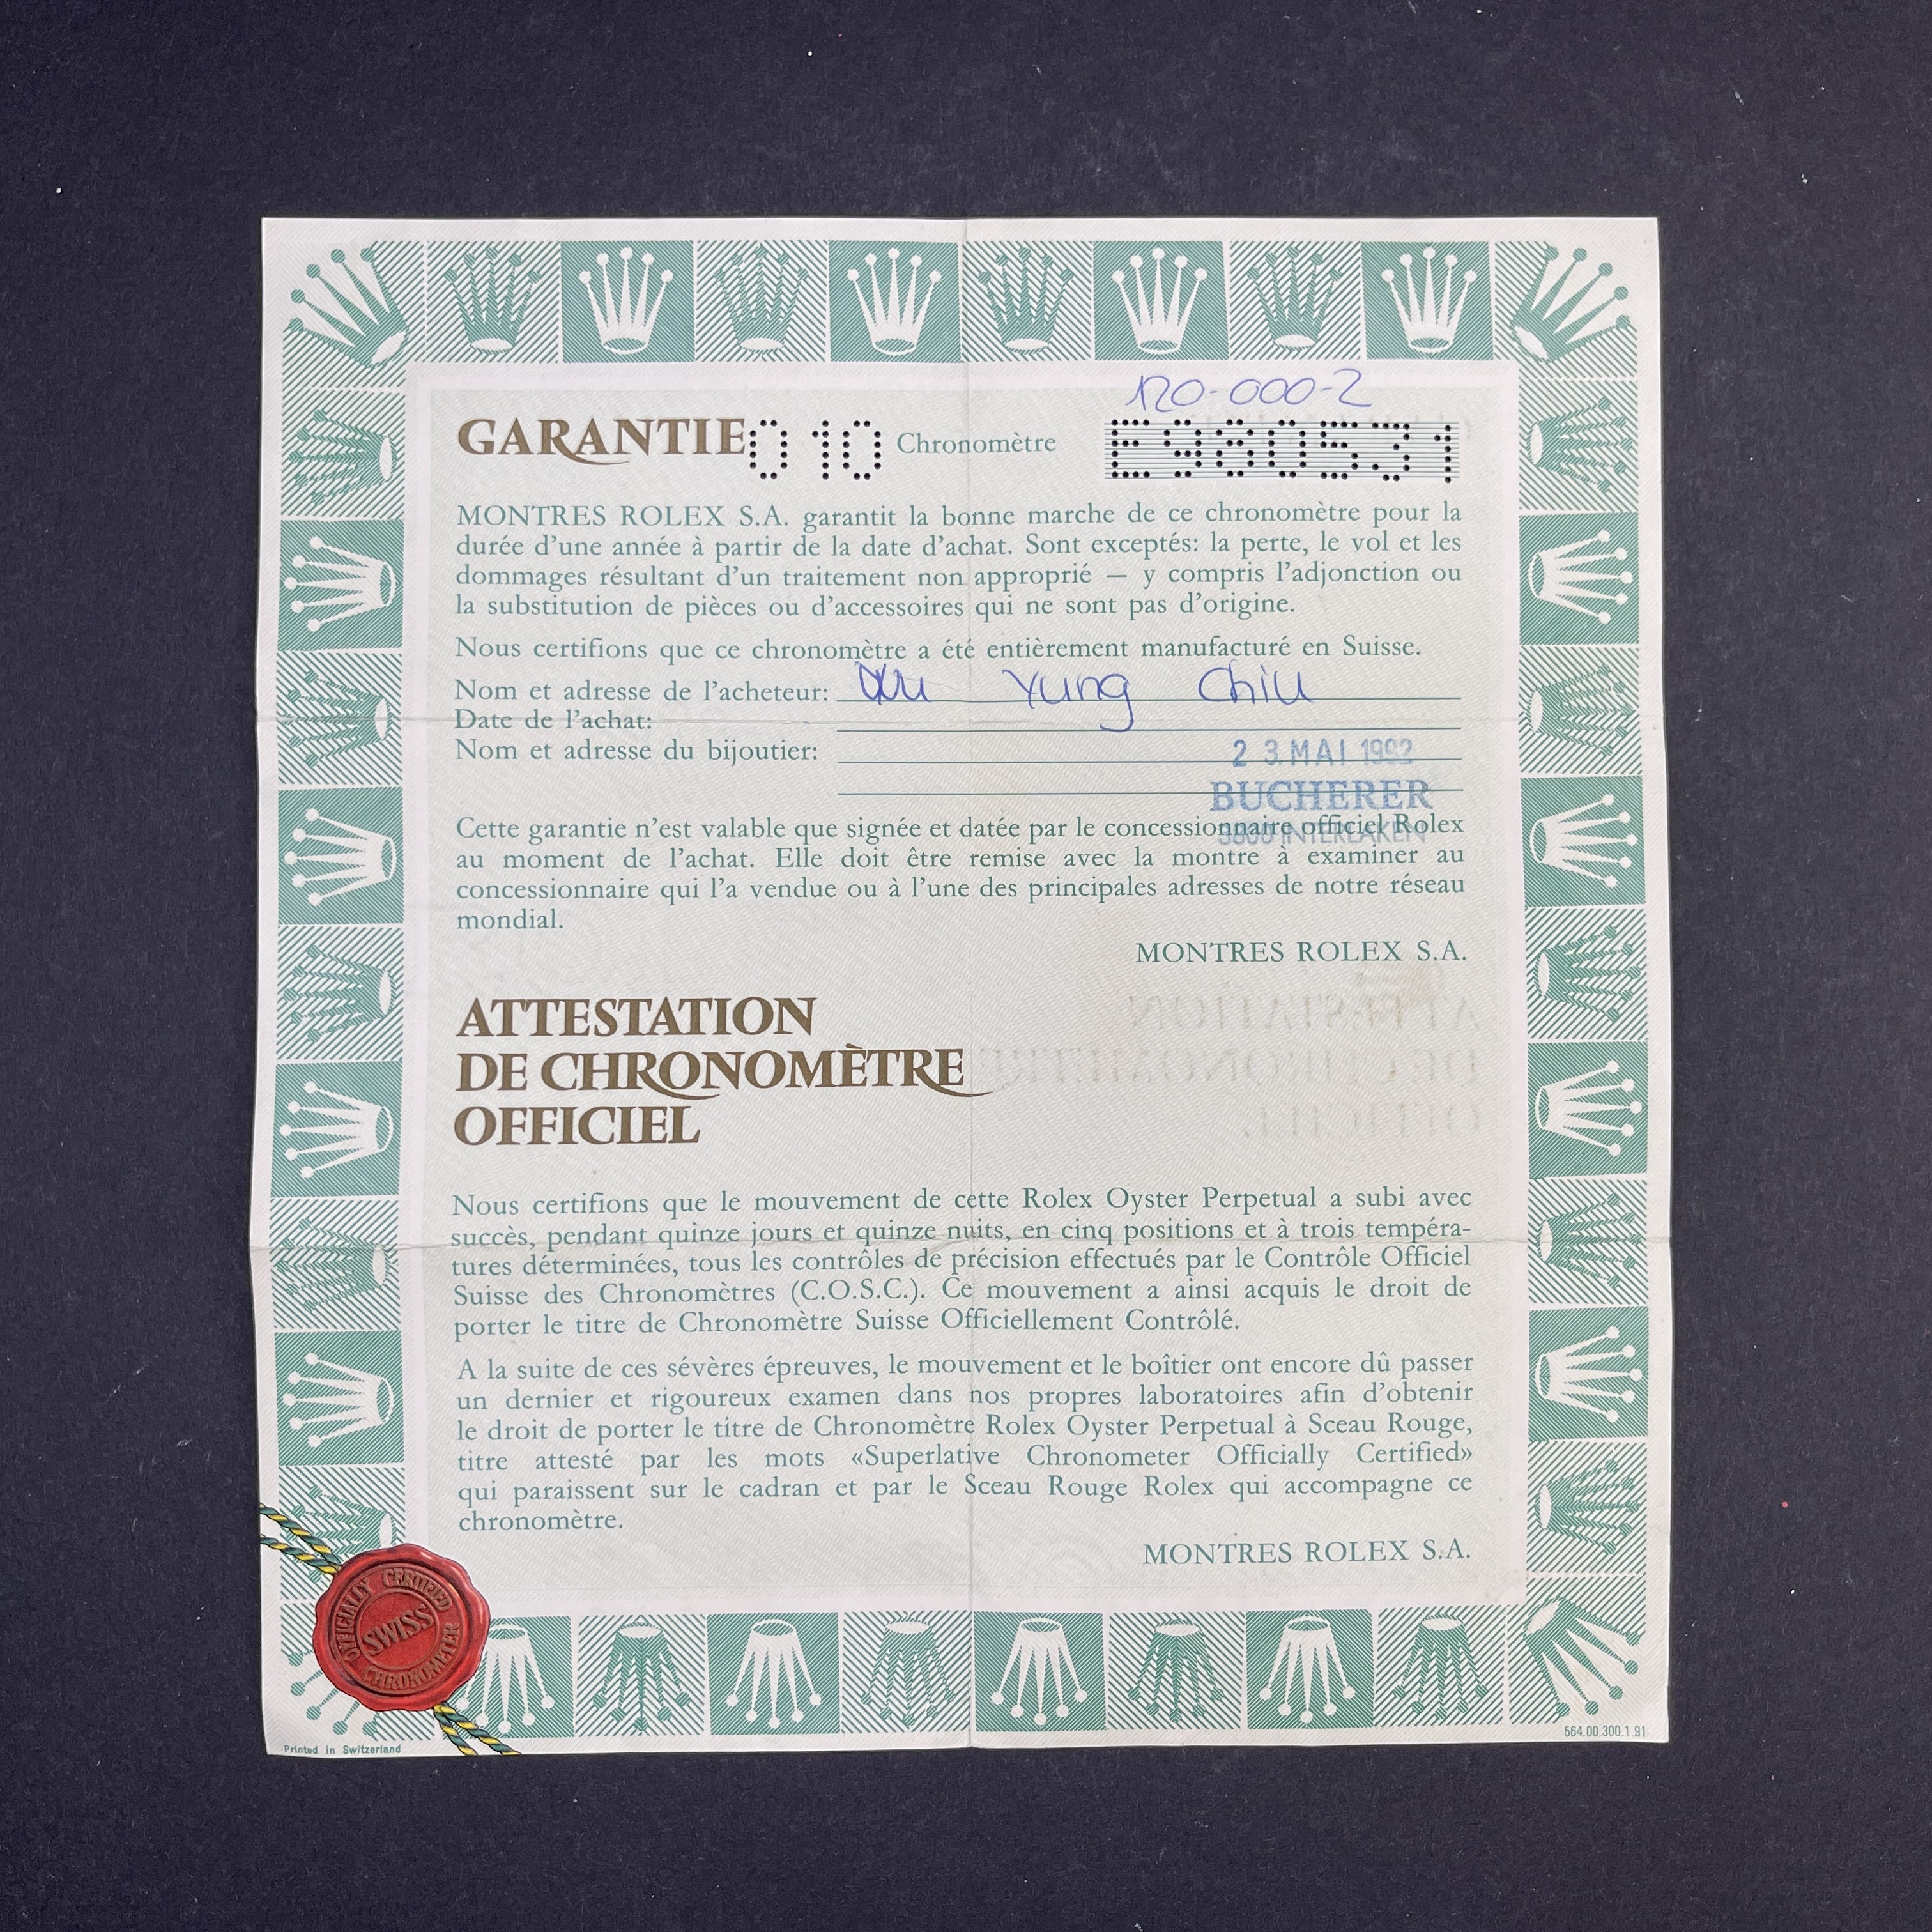 120-000-2
GARANTIE 010 Chronomètre E980531
MONTRES ROLEX S.A. garantit la bonne marche de ce chronomètre pour la
durée d'une année à partir de la date d'achat. Sont exceptés: la perte, le vol et les
dommages résultant d'un traitement non approprié — y compris l'adjonction ou
la substitution de pièces ou d'accessoires qui ne sont pas d'origine.
Nous certifions que ce chronomètre a été entièrement manufacturé en Suisse.
Nom et adresse de l'acheteur: Yung Chiu
Date de l'achat:
Nom et adresse du bijoutier:
23. MAI 1992
BUCHERER
3800 INTERLAKEN
Cette garantie n'est valable que signée et datée par le concessionnaire officiel Rolex
au moment de l'achat. Elle doit être remise avec la montre à examiner au
concessionnaire qui l'a vendue ou à l'une des principales adresses de notre réseau
mondial.
MONTRES ROLEX S.A.
ATTESTATION
DE CHRONOMÈTRE
OFFICIEL
Nous certifions que le mouvement de cette Rolex Oyster Perpetual a subi avec
succès, pendant quinze jours et quinze nuits, en cinq positions et à trois tempéra-
tures déterminées, tous les contrôles de précision effectués par le Contrôle Officiel
Suisse des Chronomètres (C.O.S.C.). Ce mouvement a ainsi acquis le droit de
porter le titre de Chronomètre Suisse Officiellement Contrôlé.
A la suite de ces sévères épreuves, le mouvement et le boîtier ont encore dû passer
un dernier et rigoureux examen dans nos propres laboratoires afin d'obtenir
le droit de porter le titre de Chronomètre Rolex Oyster Perpetual à Sceau Rouge,
titre attesté par les mots «Superlative Chronometer Officially Certified»
qui paraissent sur le cadran et par le Sceau Rouge Rolex qui accompagne ce
chronomètre.
MONTRES ROLEX S.A.
OFFICIALLY CERTIFIED
SWISS
CHRONOMETER
Printed in Switzerland
564.00.300.1.91